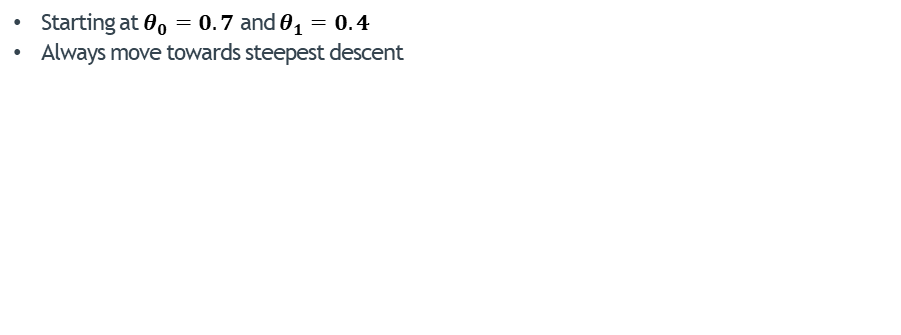 • Starting at θ₀ = 0.7 and θ₁ = 0.4
• Always move towards steepest descent